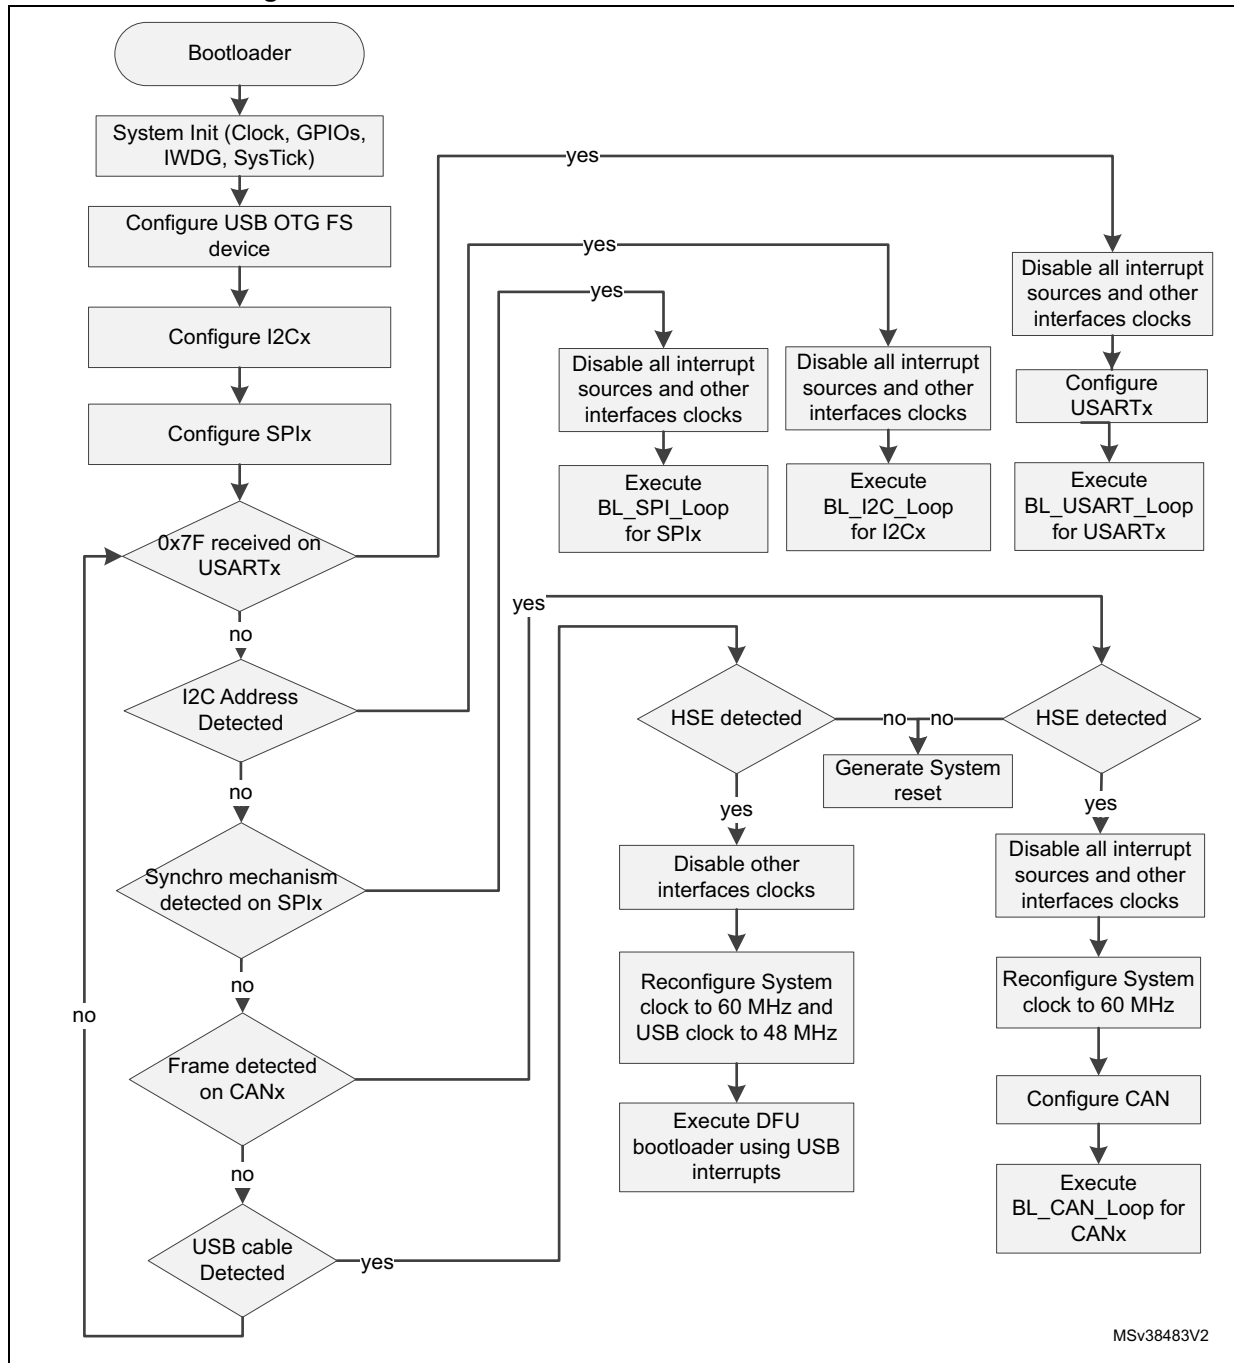 Bootloader
System Init (Clock, GPIOs,
IWDG, SysTick)
yes
Configure USB OTG FS
device
yes
Disable all interrupt
sources and other
interfaces clocks
yes
Configure I2Cx
Disable all interrupt
sources and other
interfaces clocks
Disable all interrupt
sources and other
interfaces clocks
Configure
USARTx
Configure SPIx
Execute
BL_SPI_Loop
for SPIx
Execute
BL_I2C_Loop
for I2Cx
Execute
BL_USART_Loop
for USARTx
0x7F received on
USARTx
yes
no
I2C Address
Detected
HSE detected
no
no
HSE detected
Generate System
reset
no
yes
yes
Synchro mechanism
detected on SPIx
Disable other
interfaces clocks
Disable all interrupt
sources and other
interfaces clocks
no
no
Reconfigure System
clock to 60 MHz and
USB clock to 48 MHz
Reconfigure System
clock to 60 MHz
Frame detected
on CANx
Configure CAN
Execute DFU
bootloader using USB
interrupts
no
Execute
BL_CAN_Loop for
CANx
USB cable
Detected
yes
MSv38483V2